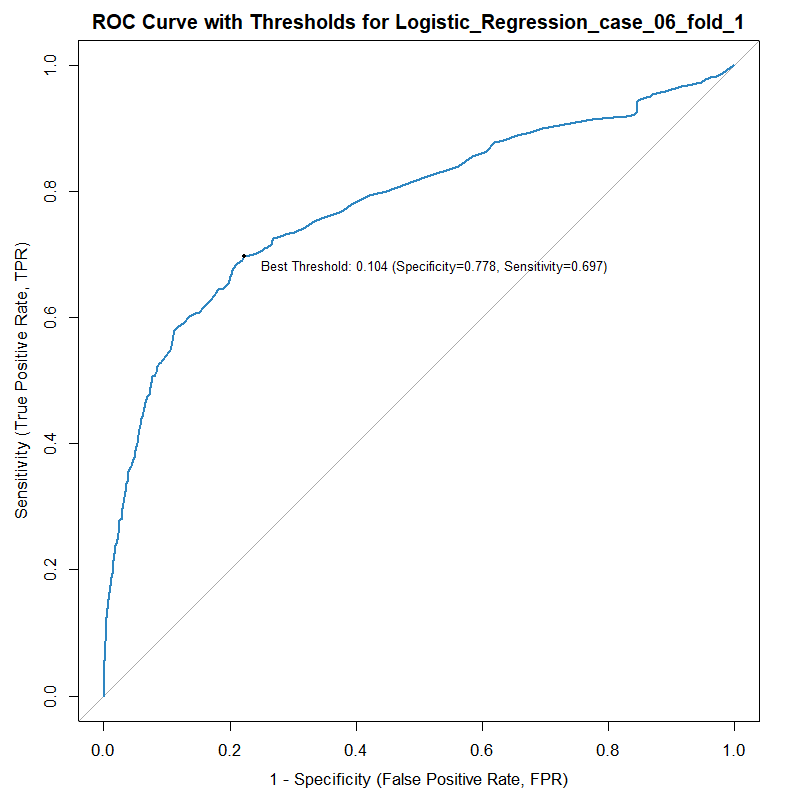 ROC Curve with Thresholds for Logistic_Regression_case_06_fold_1
Sensitivity (True Positive Rate, TPR)
1.0
0.8
0.6
0.4
0.2
0.0
Best Threshold: 0.104 (Specificity=0.778, Sensitivity=0.697)
0.0 0.2 0.4 0.6 0.8 1.0
1 - Specificity (False Positive Rate, FPR)